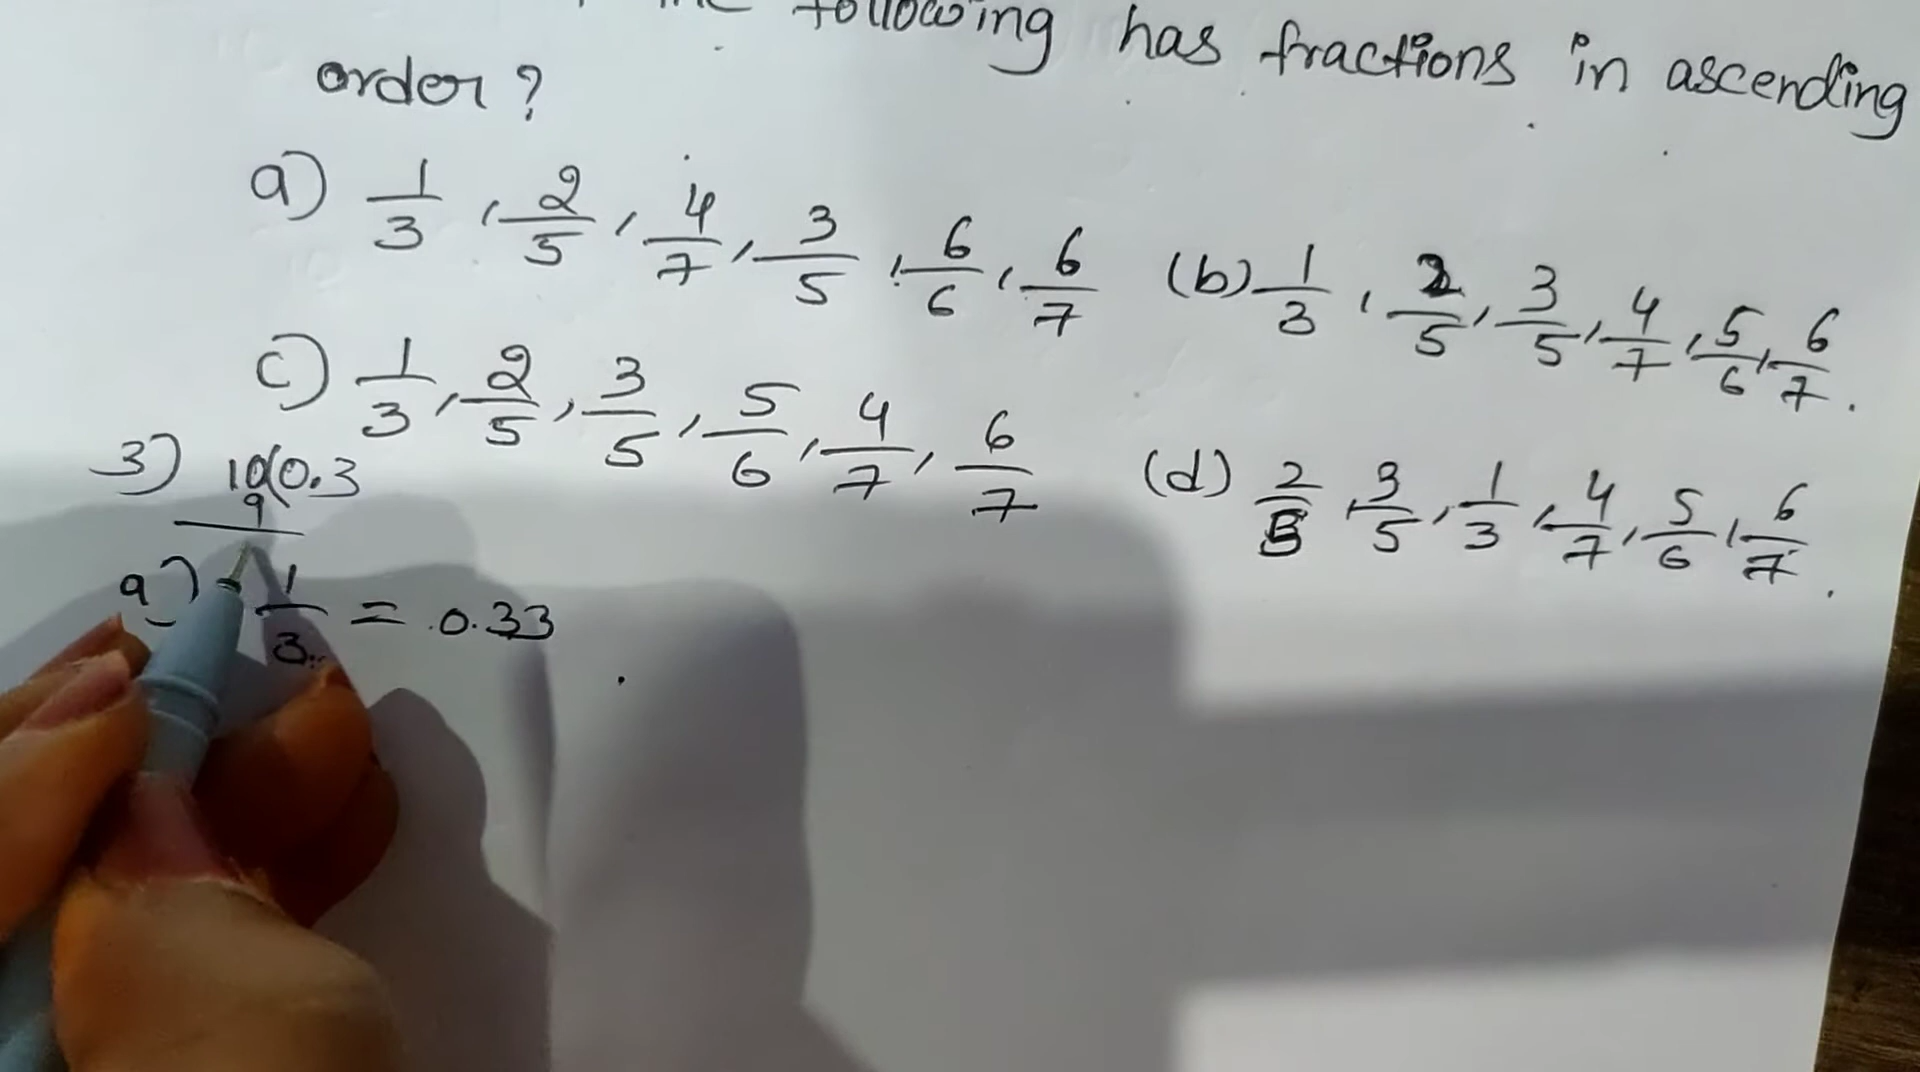 the following has fractions in ascending
order?
a) 1/3, 2/5, 4/7, 3/5, 6/6, 6/7 (b) 1/3, 2/5, 3/5, 4/7, 5/6, 6/7.
c) 1/3, 2/5, 3/5, 5/6, 4/7, 6/7 (d) 2/5, 3/5, 1/3, 4/7, 5/6, 6/7.
3) 10(0.3
9
a) 1/3 = 0.33